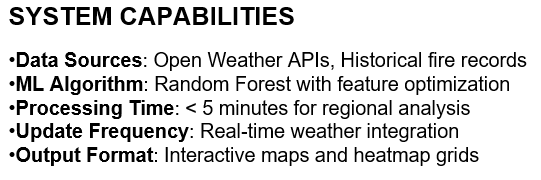 SYSTEM CAPABILITIES
•Data Sources: Open Weather APIs, Historical fire records
•ML Algorithm: Random Forest with feature optimization
•Processing Time: < 5 minutes for regional analysis
•Update Frequency: Real-time weather integration
•Output Format: Interactive maps and heatmap grids